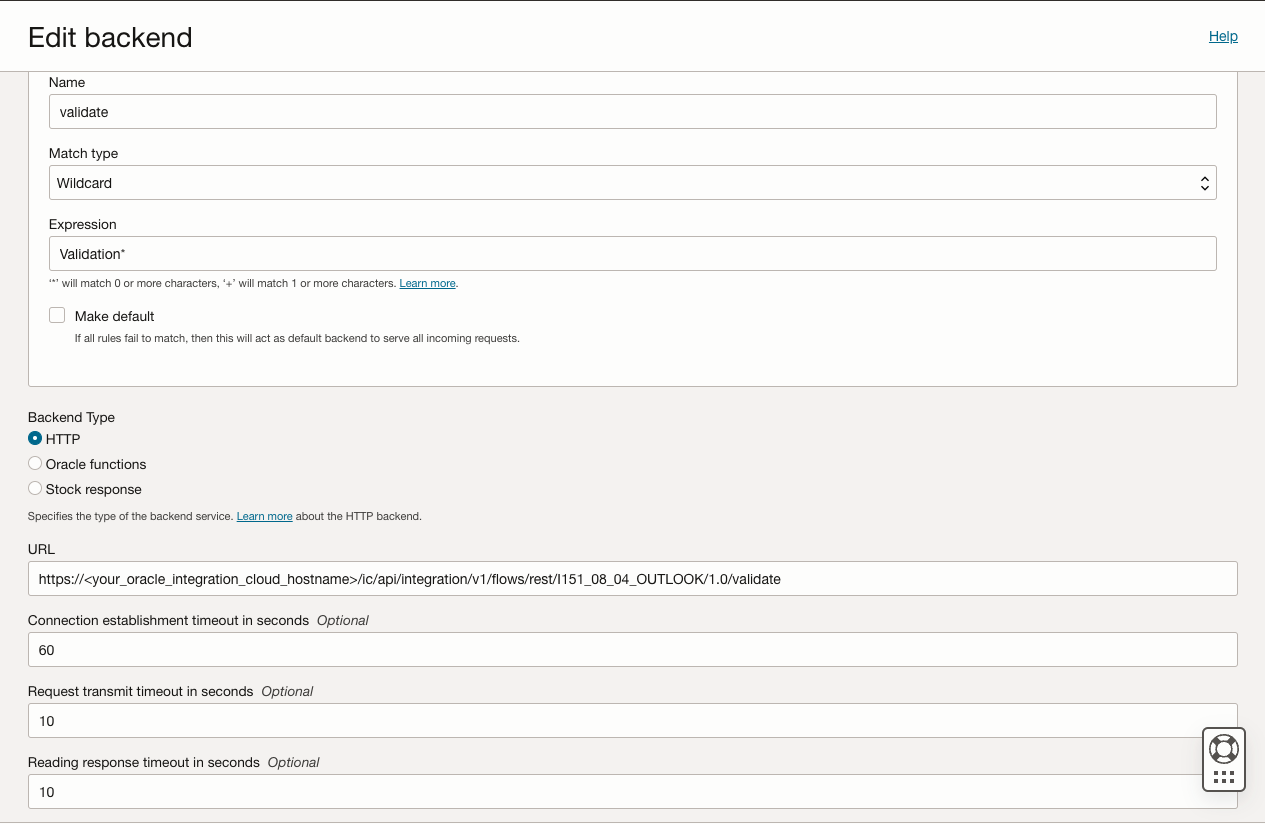 Edit backend
Help
Name
validate
Match type
Wildcard
Expression
Validation*
'*' will match 0 or more characters, '+' will match 1 or more characters. Learn more.
Make default
If all rules fail to match, then this will act as default backend to serve all incoming requests.
Backend Type
HTTP
Oracle functions
Stock response
Specifies the type of the backend service. Learn more about the HTTP backend.
URL
https://<your_oracle_integration_cloud_hostname>/ic/api/integration/v1/flows/rest/I151_08_04_OUTLOOK/1.0/validate
Connection establishment timeout in seconds Optional
60
Request transmit timeout in seconds Optional
10
Reading response timeout in seconds Optional
10